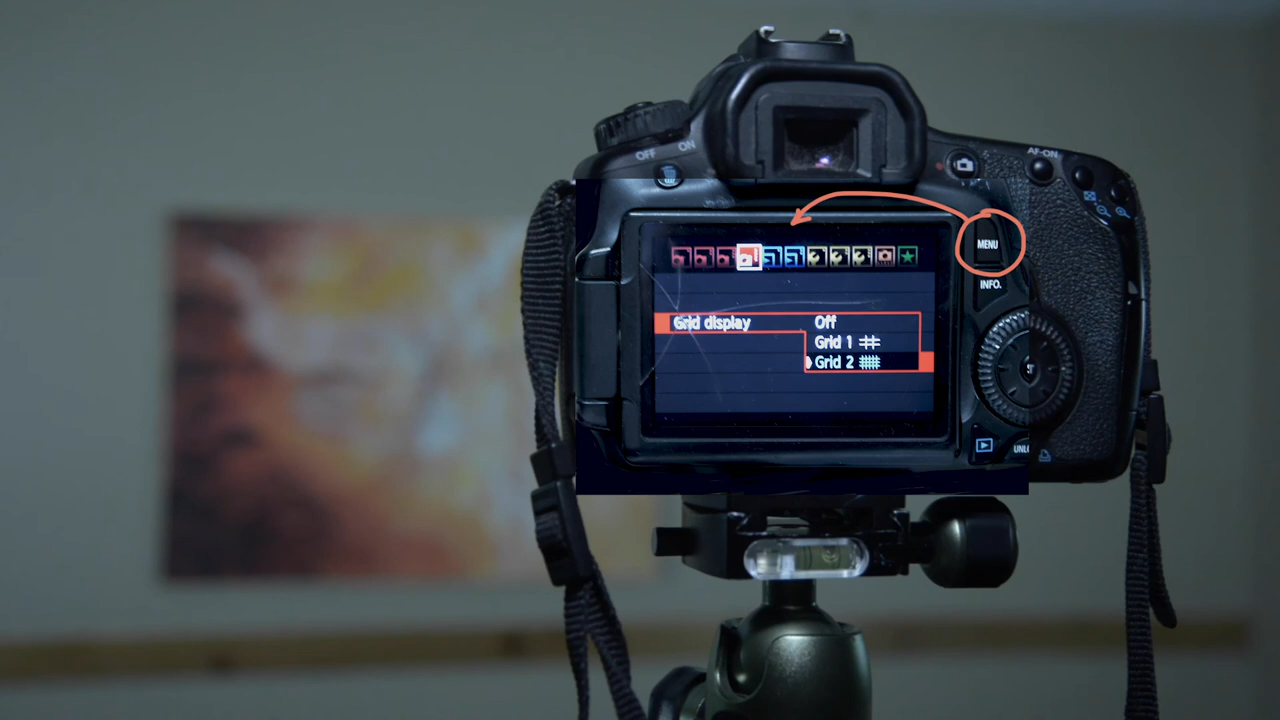 OFF ON
AF-ON
MENU
INFO.
Grid display Off
Grid 1
Grid 2